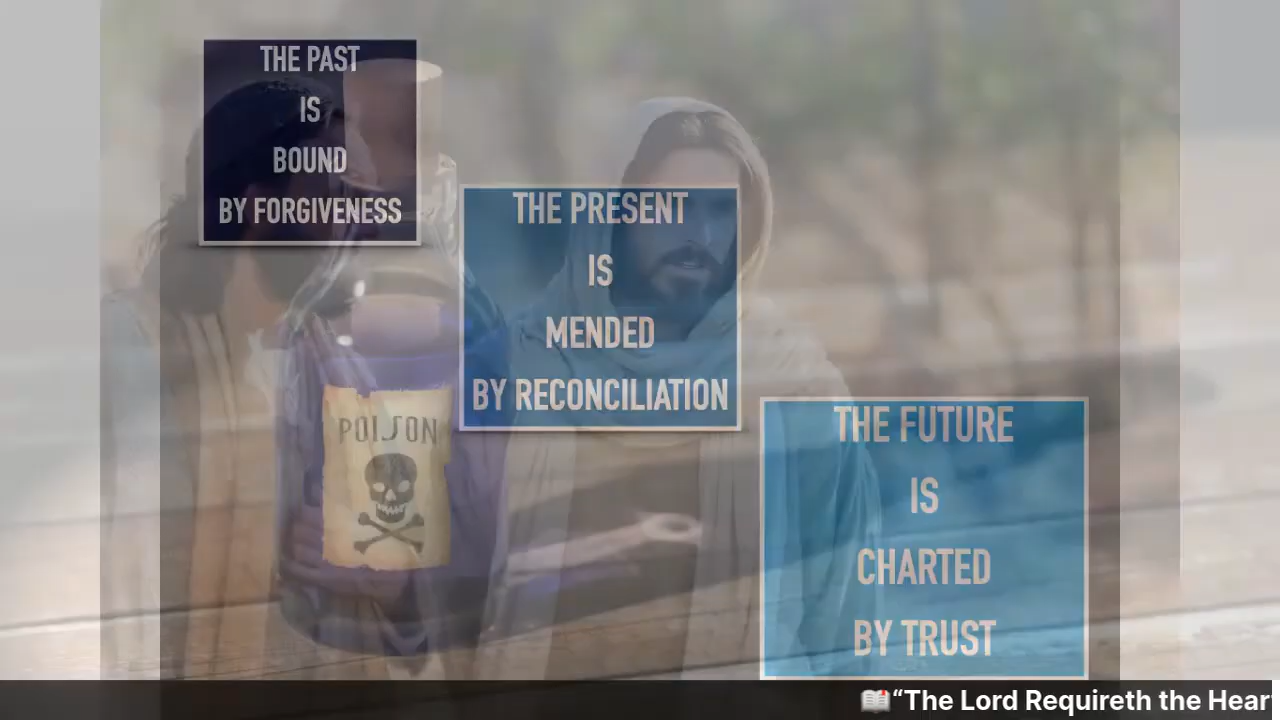 THE PAST
IS
BOUND
BY FORGIVENESS
THE PRESENT
IS
MENDED
BY RECONCILIATION
POISON
THE FUTURE
IS
CHARTED
BY TRUST
“The Lord Requireth the Hear